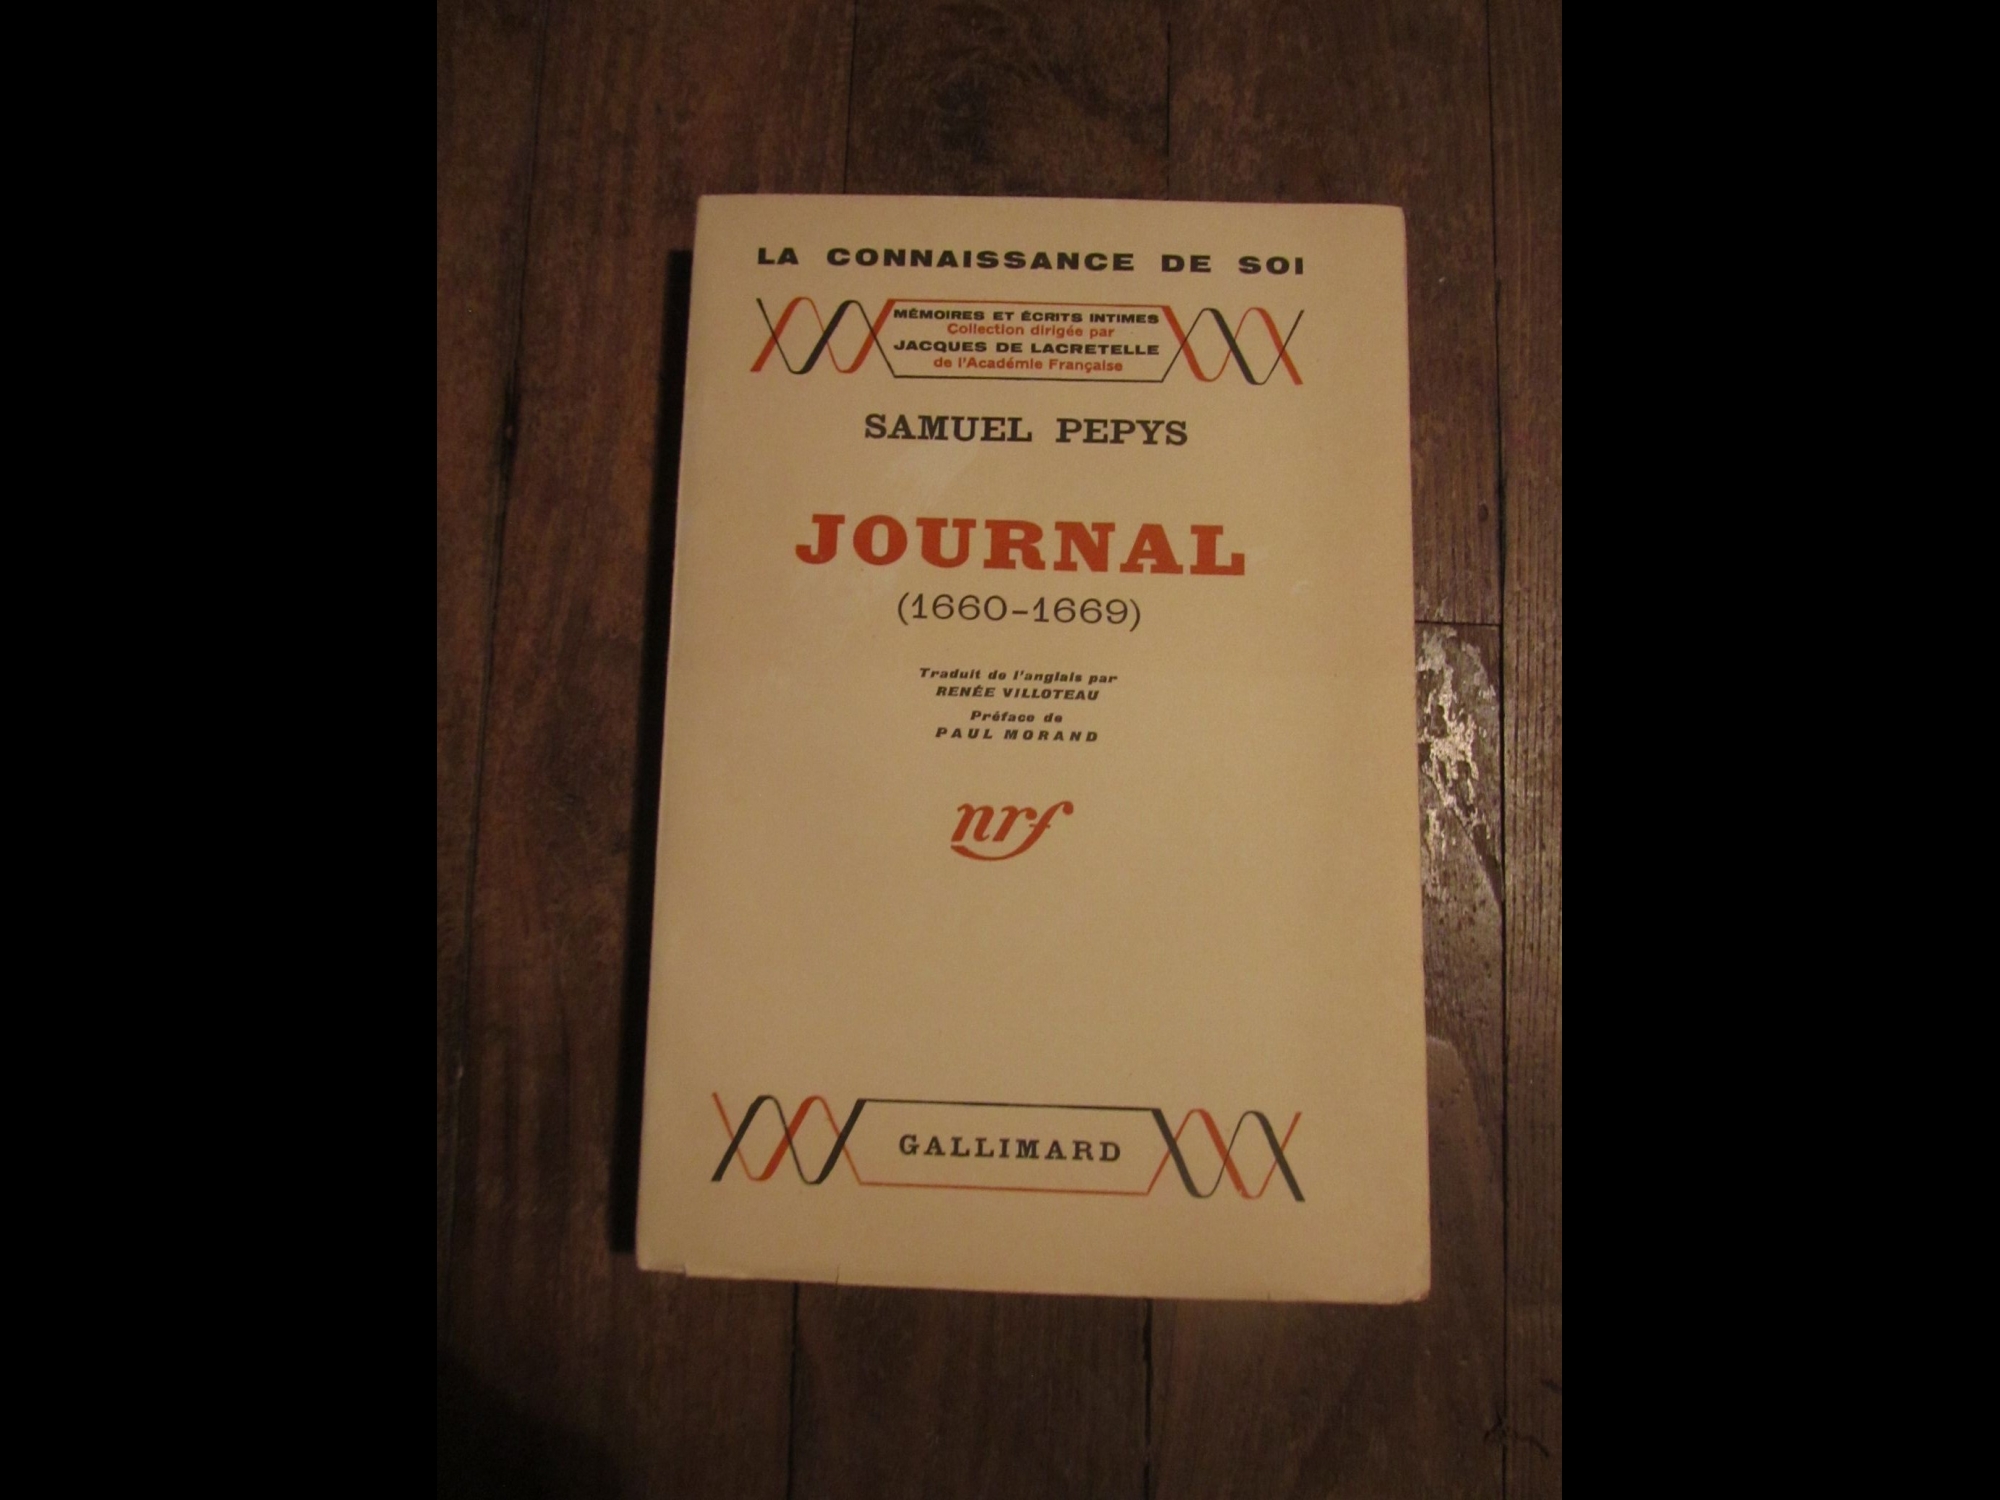 LA CONNAISSANCE DE SOI
MÉMOIRES ET ÉCRITS INTIMES
Collection dirigée par
JACQUES DE LACRETELLE
de l'Académie Française
SAMUEL PEPYS
JOURNAL
(1660-1669)
Traduit de l'anglais par
RENÉE VILLOTEAU
Préface de
PAUL MORAND
nrf
GALLIMARD